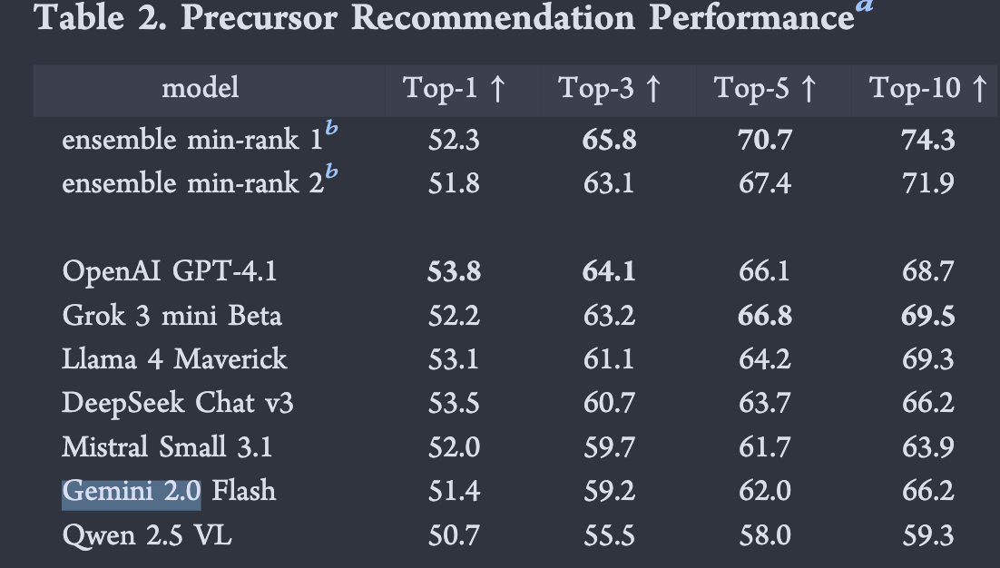 Table 2. Precursor Recommendation Performance^a
model Top-1 ↑ Top-3 ↑ Top-5 ↑ Top-10 ↑
ensemble min-rank 1^b 52.3 65.8 70.7 74.3
ensemble min-rank 2^b 51.8 63.1 67.4 71.9
OpenAI GPT-4.1 53.8 64.1 66.1 68.7
Grok 3 mini Beta 52.2 63.2 66.8 69.5
Llama 4 Maverick 53.1 61.1 64.2 69.3
DeepSeek Chat v3 53.5 60.7 63.7 66.2
Mistral Small 3.1 52.0 59.7 61.7 63.9
Gemini 2.0 Flash 51.4 59.2 62.0 66.2
Qwen 2.5 VL 50.7 55.5 58.0 59.3